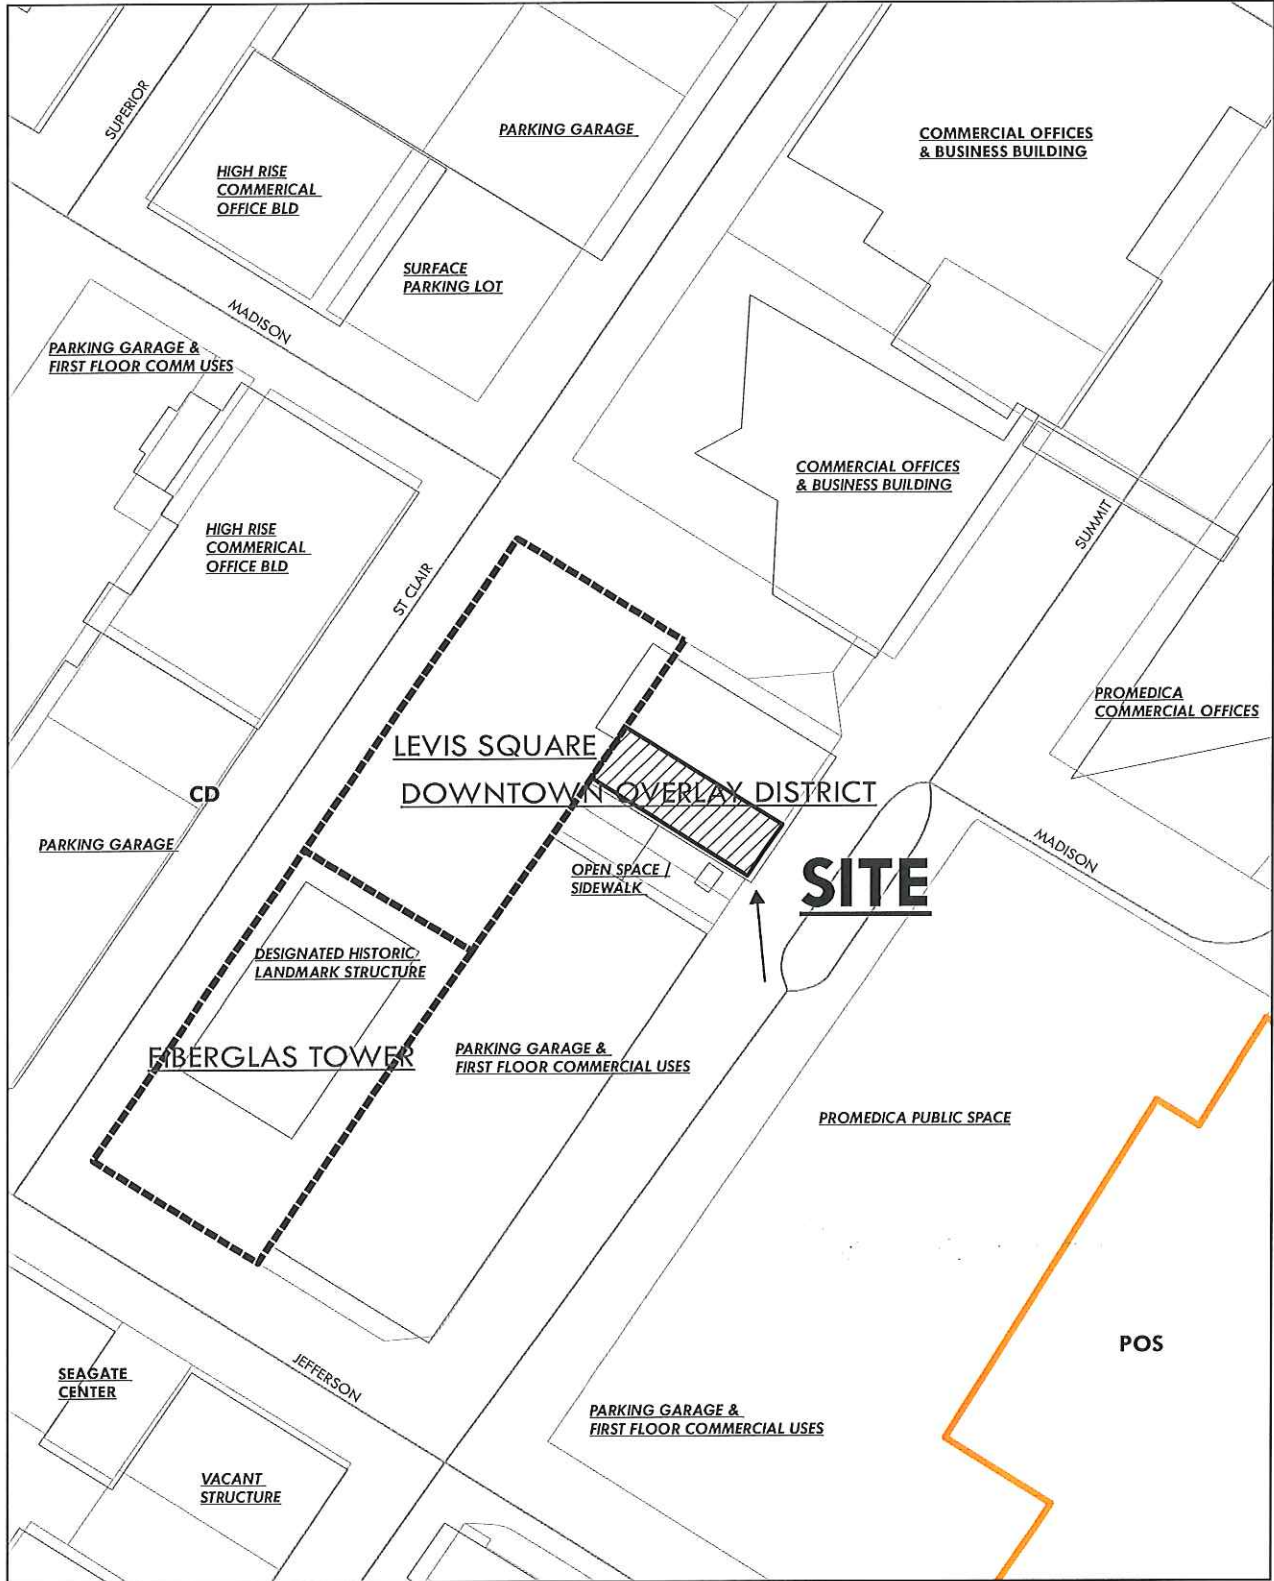 SUPERIOR
PARKING GARAGE
COMMERCIAL OFFICES
& BUSINESS BUILDING
HIGH RISE
COMMERICAL
OFFICE BLD
SURFACE
PARKING LOT
MADISON
PARKING GARAGE &
FIRST FLOOR COMM USES
COMMERCIAL OFFICES
& BUSINESS BUILDING
SUMMIT
HIGH RISE
COMMERICAL
OFFICE BLD
ST CLAIR
PROMEDICA
COMMERCIAL OFFICES
LEVIS SQUARE
CD
DOWNTOWN OVERLAY DISTRICT
PARKING GARAGE
MADISON
OPEN SPACE /
SIDEWALK
SITE
DESIGNATED HISTORIC
LANDMARK STRUCTURE
FIBERGLAS TOWER
PARKING GARAGE &
FIRST FLOOR COMMERCIAL USES
PROMEDICA PUBLIC SPACE
POS
SEAGATE
CENTER
JEFFERSON
PARKING GARAGE &
FIRST FLOOR COMMERCIAL USES
VACANT
STRUCTURE